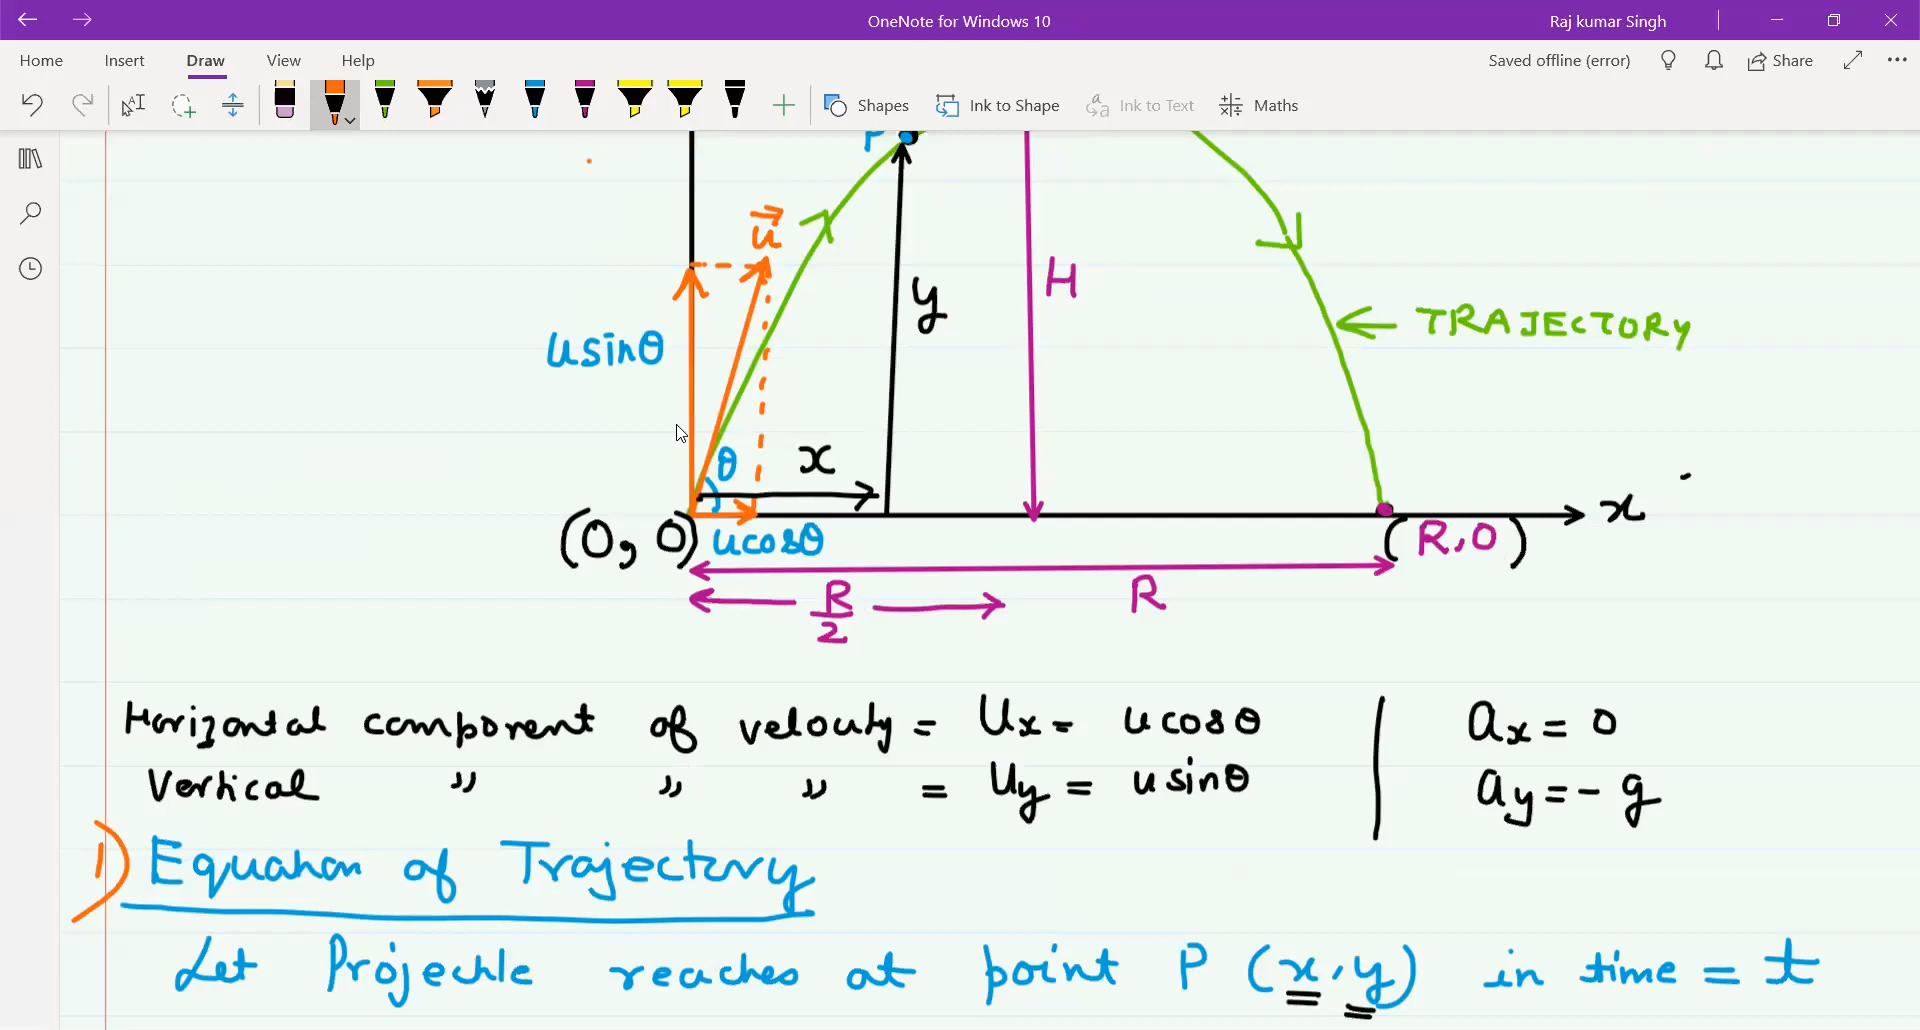 OneNote for Windows 10
Raj kumar Singh
Home Insert Draw View Help
Saved offline (error) Share
Shapes Ink to Shape Ink to Text Maths
P
u
H
y
usinθ
TRAJECTORY
θ x
x
(0, 0) ucosθ (R,0)
R/2 R
Horizontal component of velocity = Ux = ucosθ | ax = 0
Vertical " " " = Uy = usinθ | ay = - g
1) Equation of Trajectory
Let Projectile reaches at point P (x,y) in time = t